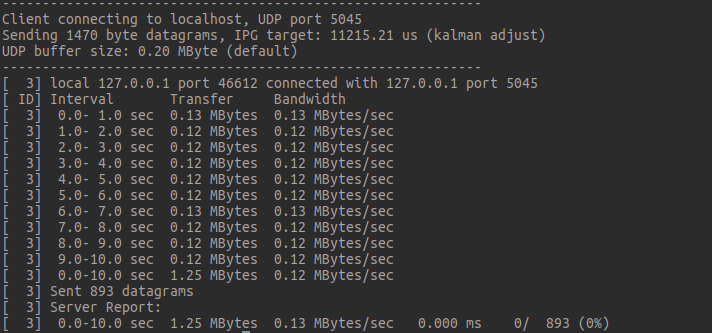 ------------------------------------------------------------
Client connecting to localhost, UDP port 5045
Sending 1470 byte datagrams, IPG target: 11215.21 us (kalman adjust)
UDP buffer size: 0.20 MByte (default)
------------------------------------------------------------
[  3] local 127.0.0.1 port 46612 connected with 127.0.0.1 port 5045
[ ID] Interval       Transfer     Bandwidth
[  3]  0.0- 1.0 sec  0.13 MBytes  0.13 MBytes/sec
[  3]  1.0- 2.0 sec  0.12 MBytes  0.12 MBytes/sec
[  3]  2.0- 3.0 sec  0.12 MBytes  0.12 MBytes/sec
[  3]  3.0- 4.0 sec  0.12 MBytes  0.12 MBytes/sec
[  3]  4.0- 5.0 sec  0.12 MBytes  0.12 MBytes/sec
[  3]  5.0- 6.0 sec  0.12 MBytes  0.12 MBytes/sec
[  3]  6.0- 7.0 sec  0.13 MBytes  0.13 MBytes/sec
[  3]  7.0- 8.0 sec  0.12 MBytes  0.12 MBytes/sec
[  3]  8.0- 9.0 sec  0.12 MBytes  0.12 MBytes/sec
[  3]  9.0-10.0 sec  0.12 MBytes  0.12 MBytes/sec
[  3]  0.0-10.0 sec  1.25 MBytes  0.12 MBytes/sec
[  3] Sent 893 datagrams
[  3] Server Report:
[  3]  0.0-10.0 sec  1.25 MBytes  0.13 MBytes/sec   0.000 ms    0/  893 (0%)